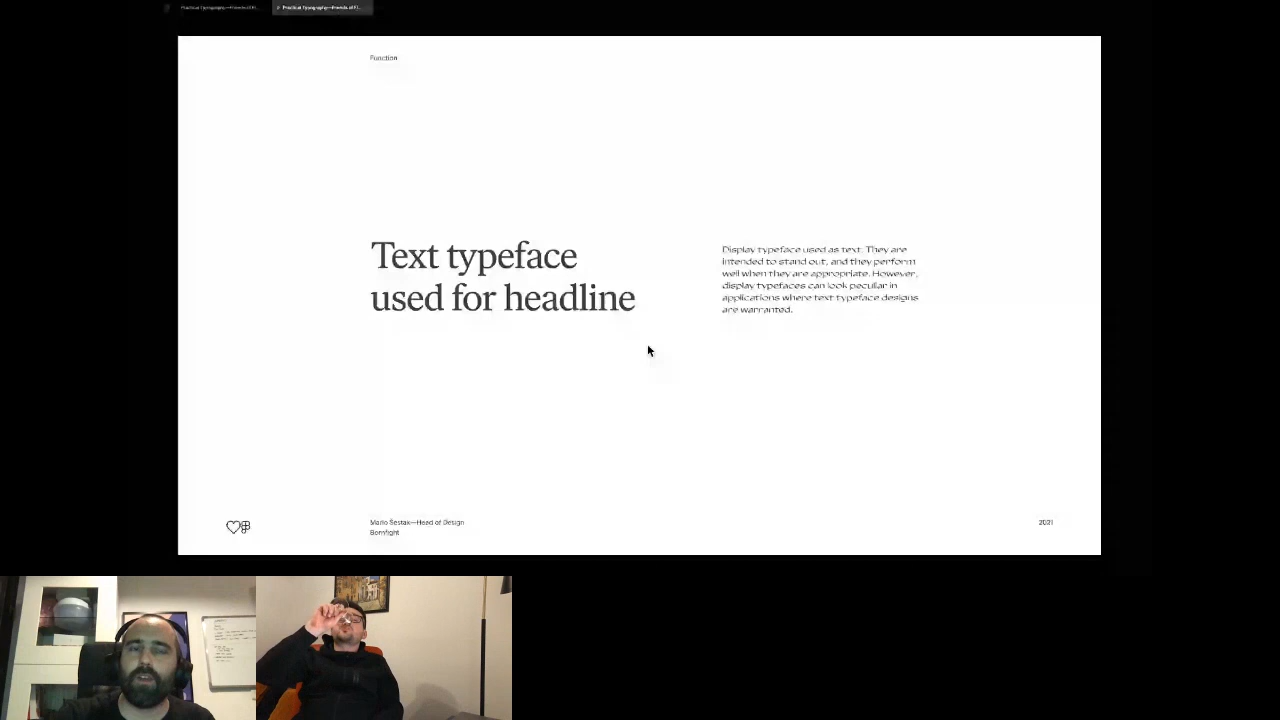 Function
Text typeface
used for headline
Display typeface used as text. They are
intended to stand out, and they perform
well when they are appropriate. However,
display typefaces can look peculiar in
applications where text typeface designs
are warranted.
Mario Šestak—Head of Design
Bornfight
2021